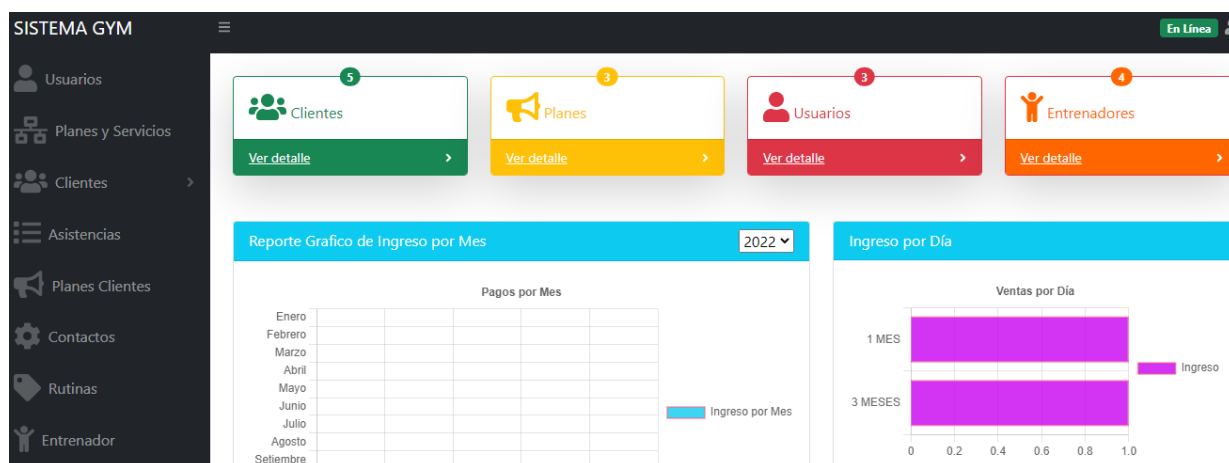 SISTEMA GYM
En Línea
Usuarios
Planes y Servicios
Clientes
Asistencias
Planes Clientes
Contactos
Rutinas
Entrenador
5
Clientes
Ver detalle
3
Planes
Ver detalle
3
Usuarios
Ver detalle
4
Entrenadores
Ver detalle
Reporte Grafico de Ingreso por Mes
2022
Pagos por Mes
Enero
Febrero
Marzo
Abril
Mayo
Junio
Julio
Agosto
Setiembre
Ingreso por Mes
Ingreso por Día
Ventas por Día
1 MES
3 MESES
Ingreso
0 0.2 0.4 0.6 0.8 1.0